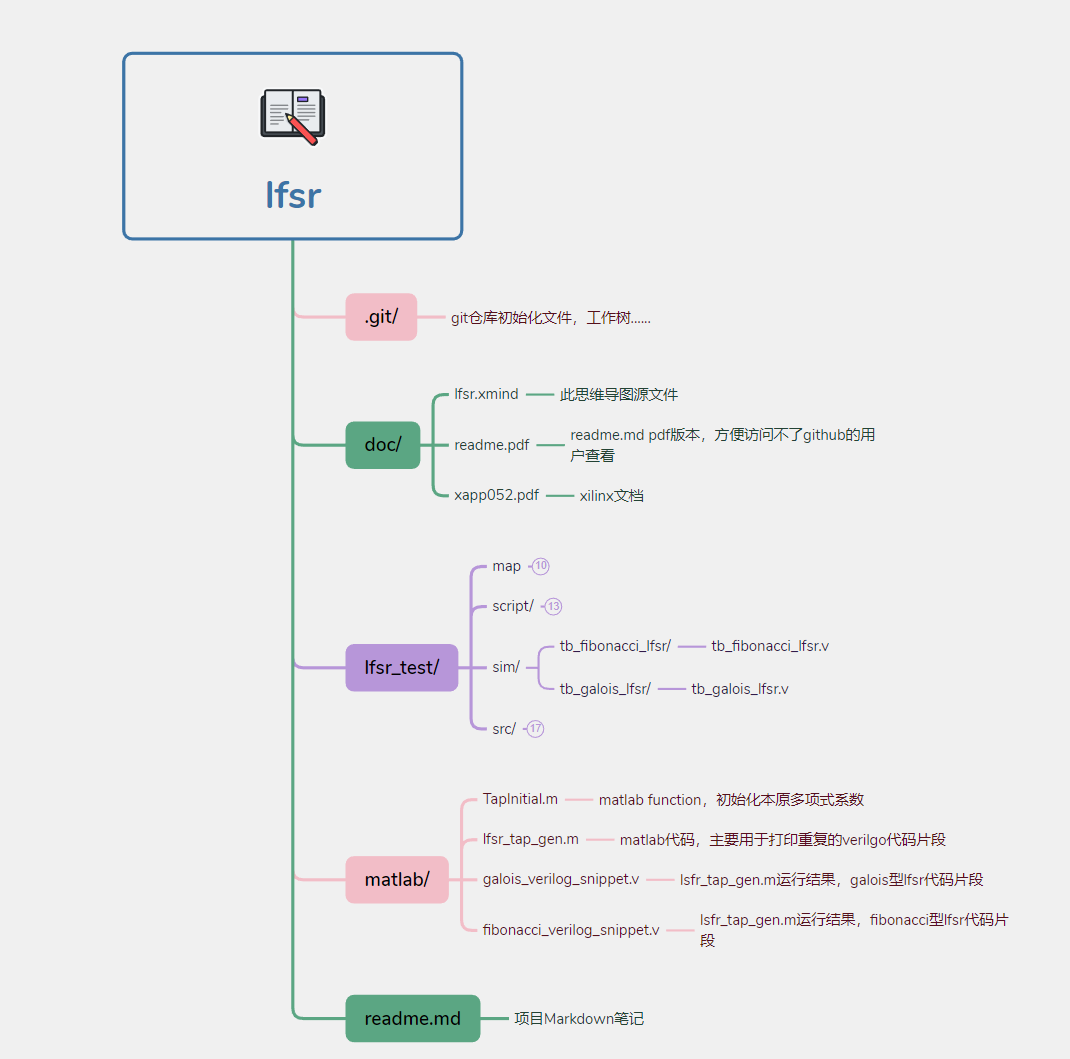 lfsr
.git/
git仓库初始化文件，工作树......
doc/
lfsr.xmind
此思维导图源文件
readme.pdf
readme.md pdf版本，方便访问不了github的用
户查看
xapp052.pdf
xilinx文档
lfsr_test/
map
10
script/
13
sim/
tb_fibonacci_lfsr/
tb_fibonacci_lfsr.v
tb_galois_lfsr/
tb_galois_lfsr.v
src/
17
matlab/
TapInitial.m
matlab function，初始化本原多项式系数
lfsr_tap_gen.m
matlab代码，主要用于打印重复的verilgo代码片段
galois_verilog_snippet.v
lsfr_tap_gen.m运行结果，galois型lfsr代码片段
fibonacci_verilog_snippet.v
lsfr_tap_gen.m运行结果，fibonacci型lfsr代码片
段
readme.md
项目Markdown笔记